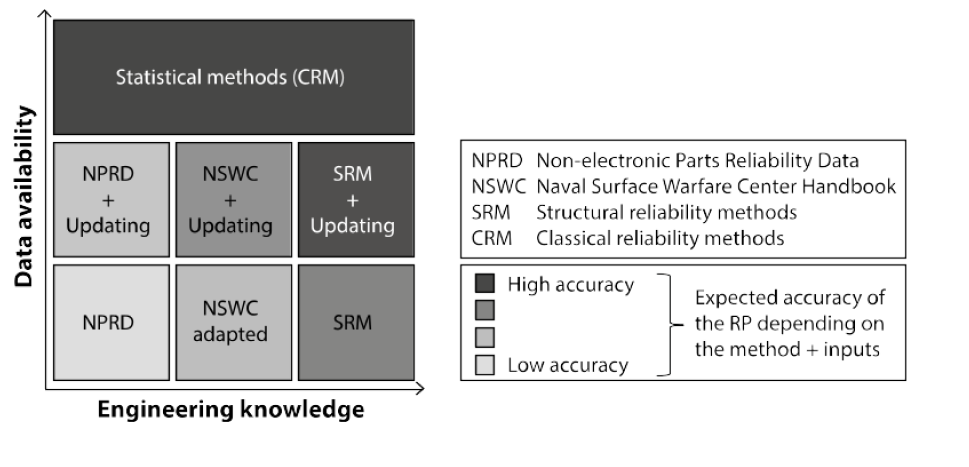 Statistical methods (CRM)
NPRD
+
Updating
NSWC
+
Updating
SRM
+
Updating
NPRD
NSWC
adapted
SRM
Data availability
Engineering knowledge
NPRD Non-electronic Parts Reliability Data
NSWC Naval Surface Warfare Center Handbook
SRM Structural reliability methods
CRM Classical reliability methods
High accuracy
Low accuracy
Expected accuracy of
the RP depending on
the method + inputs